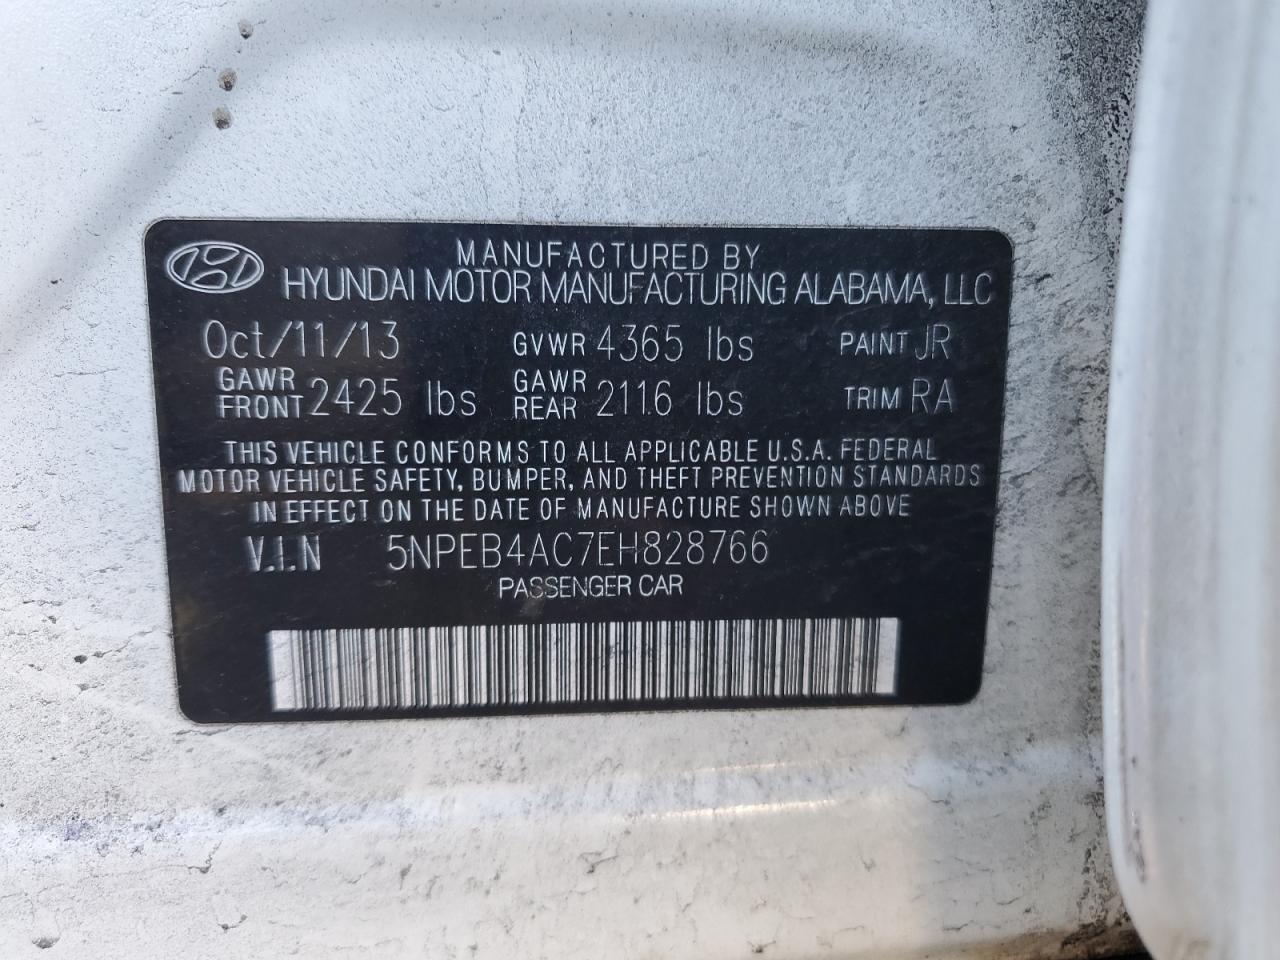 MANUFACTURED BY
HYUNDAI MOTOR MANUFACTURING ALABAMA, LLC
Oct/11/13 GVWR 4365 lbs PAINT JR
GAWR FRONT 2425 lbs GAWR REAR 2116 lbs TRIM RA
THIS VEHICLE CONFORMS TO ALL APPLICABLE U.S.A. FEDERAL
MOTOR VEHICLE SAFETY, BUMPER, AND THEFT PREVENTION STANDARDS
IN EFFECT ON THE DATE OF MANUFACTURE SHOWN ABOVE
V.I.N 5NPEB4AC7EH828766
PASSENGER CAR